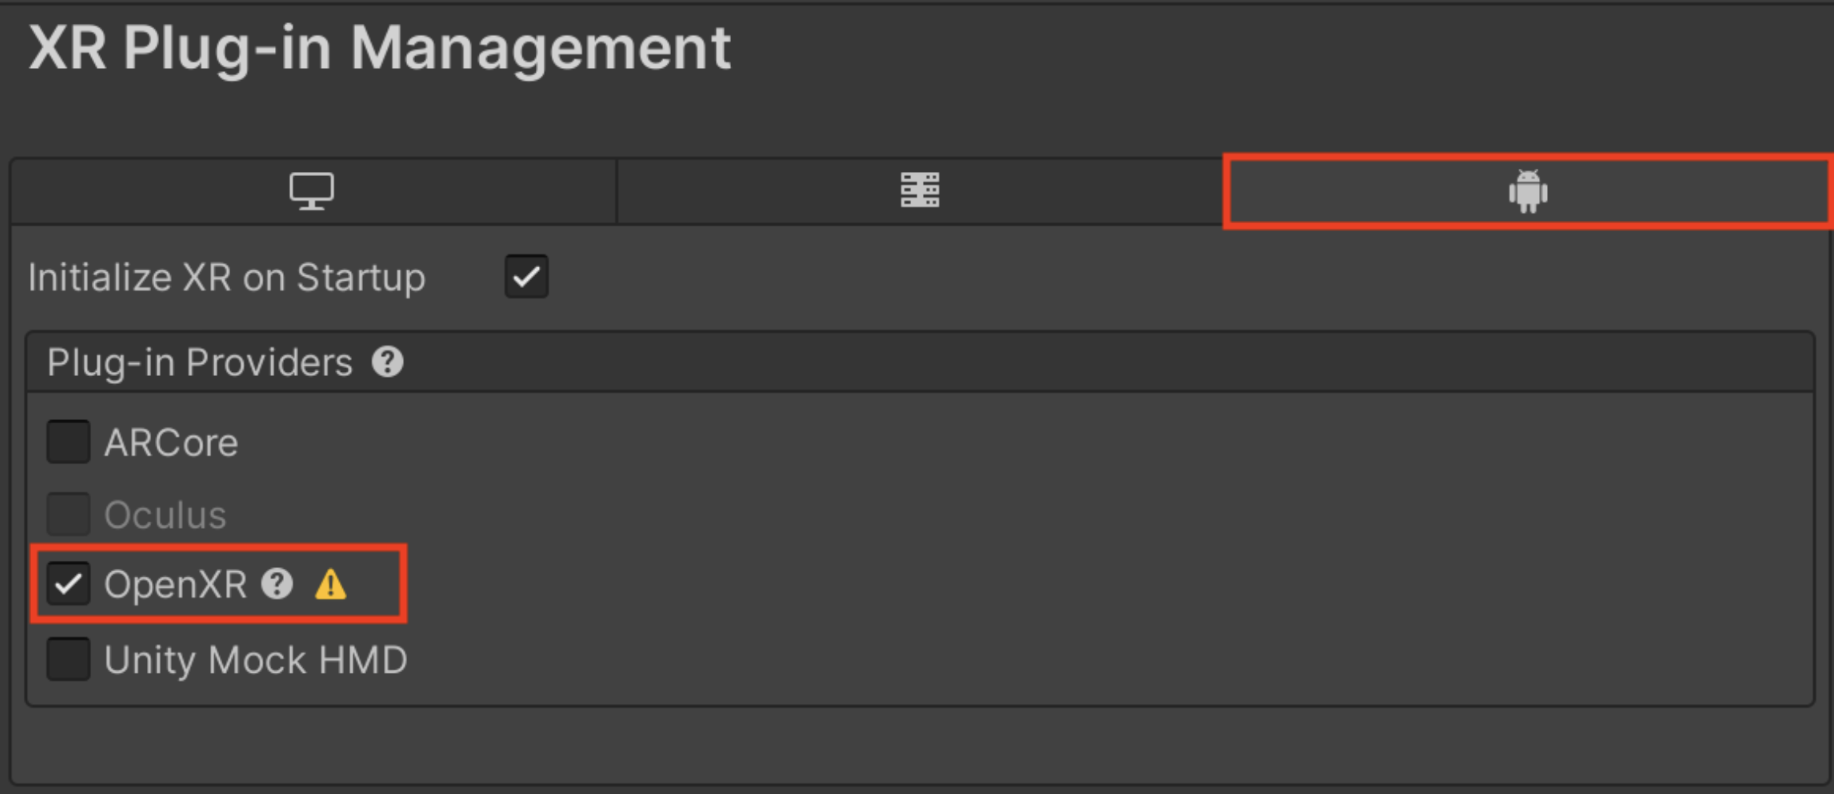 XR Plug-in Management
Initialize XR on Startup
Plug-in Providers
ARCore
Oculus
OpenXR
Unity Mock HMD